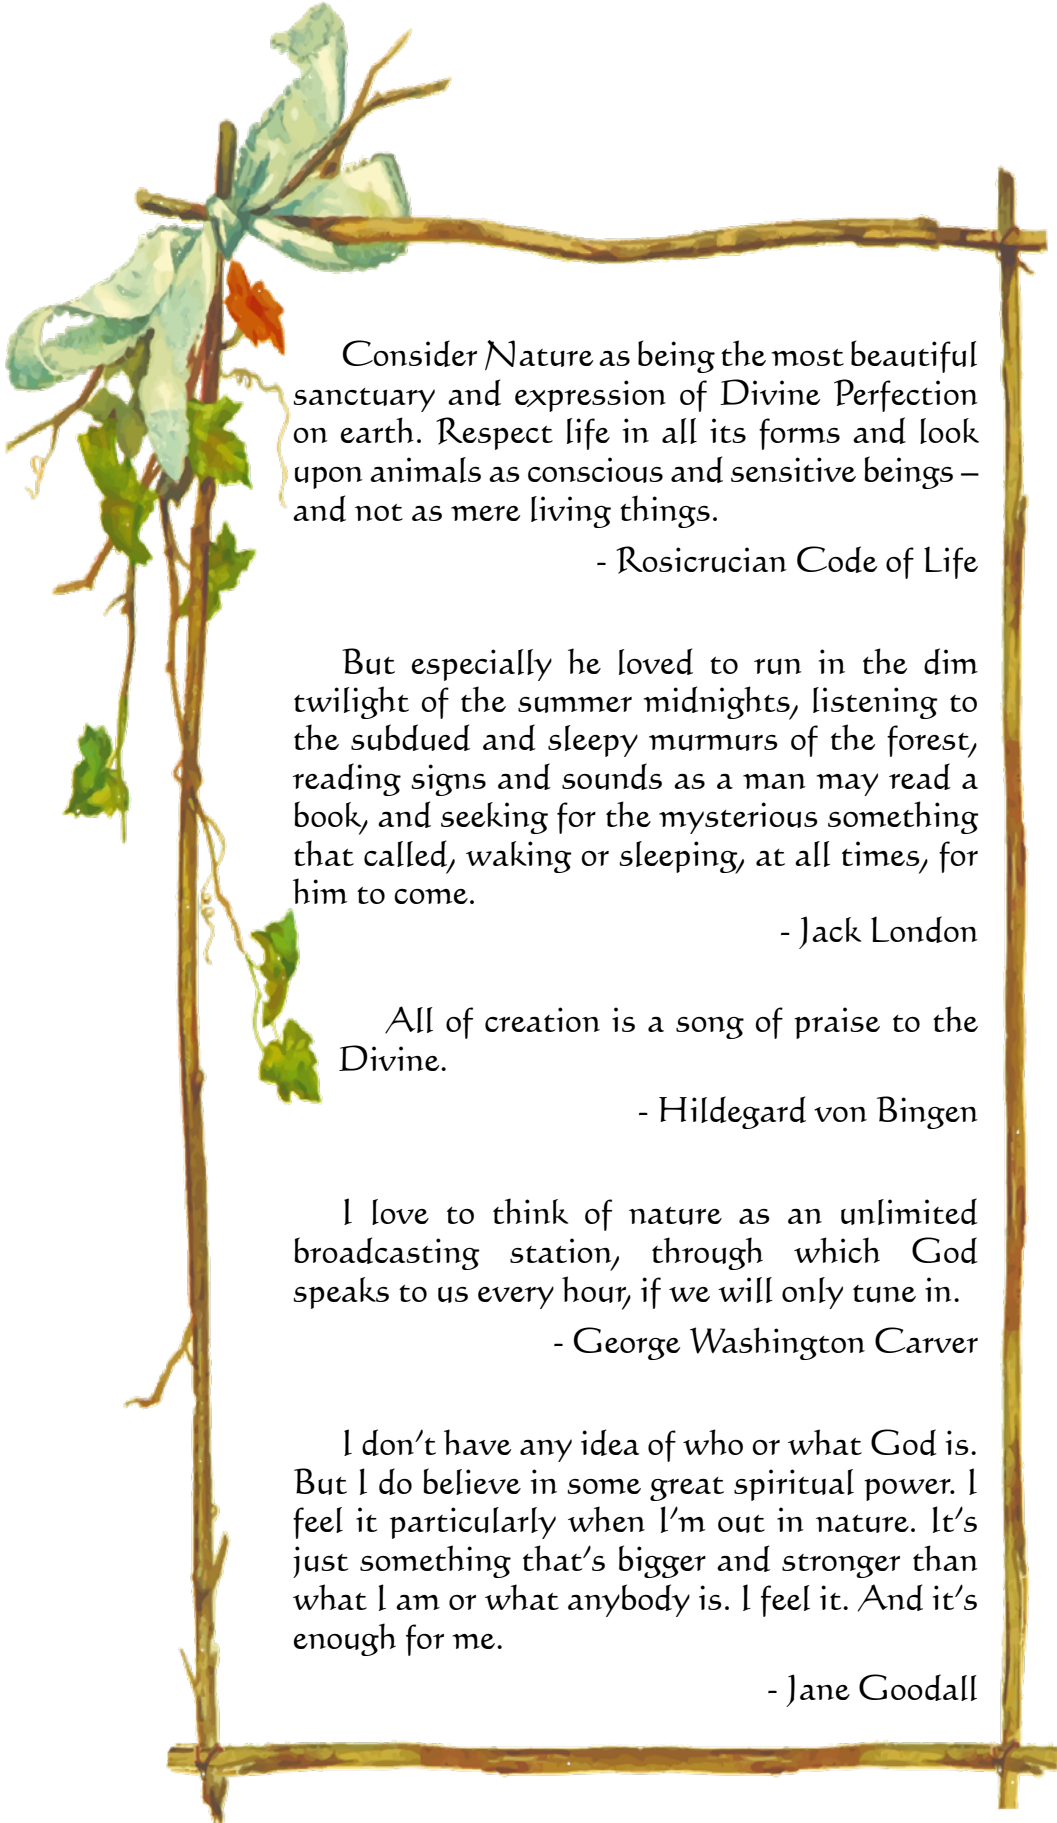 Consider Nature as being the most beautiful
sanctuary and expression of Divine Perfection
on earth. Respect life in all its forms and look
upon animals as conscious and sensitive beings –
and not as mere living things.
- Rosicrucian Code of Life
But especially he loved to run in the dim
twilight of the summer midnights, listening to
the subdued and sleepy murmurs of the forest,
reading signs and sounds as a man may read a
book, and seeking for the mysterious something
that called, waking or sleeping, at all times, for
him to come.
- Jack London
All of creation is a song of praise to the
Divine.
- Hildegard von Bingen
I love to think of nature as an unlimited
broadcasting station, through which God
speaks to us every hour, if we will only tune in.
- George Washington Carver
I don't have any idea of who or what God is.
But I do believe in some great spiritual power. I
feel it particularly when I'm out in nature. It's
just something that's bigger and stronger than
what I am or what anybody is. I feel it. And it's
enough for me.
- Jane Goodall